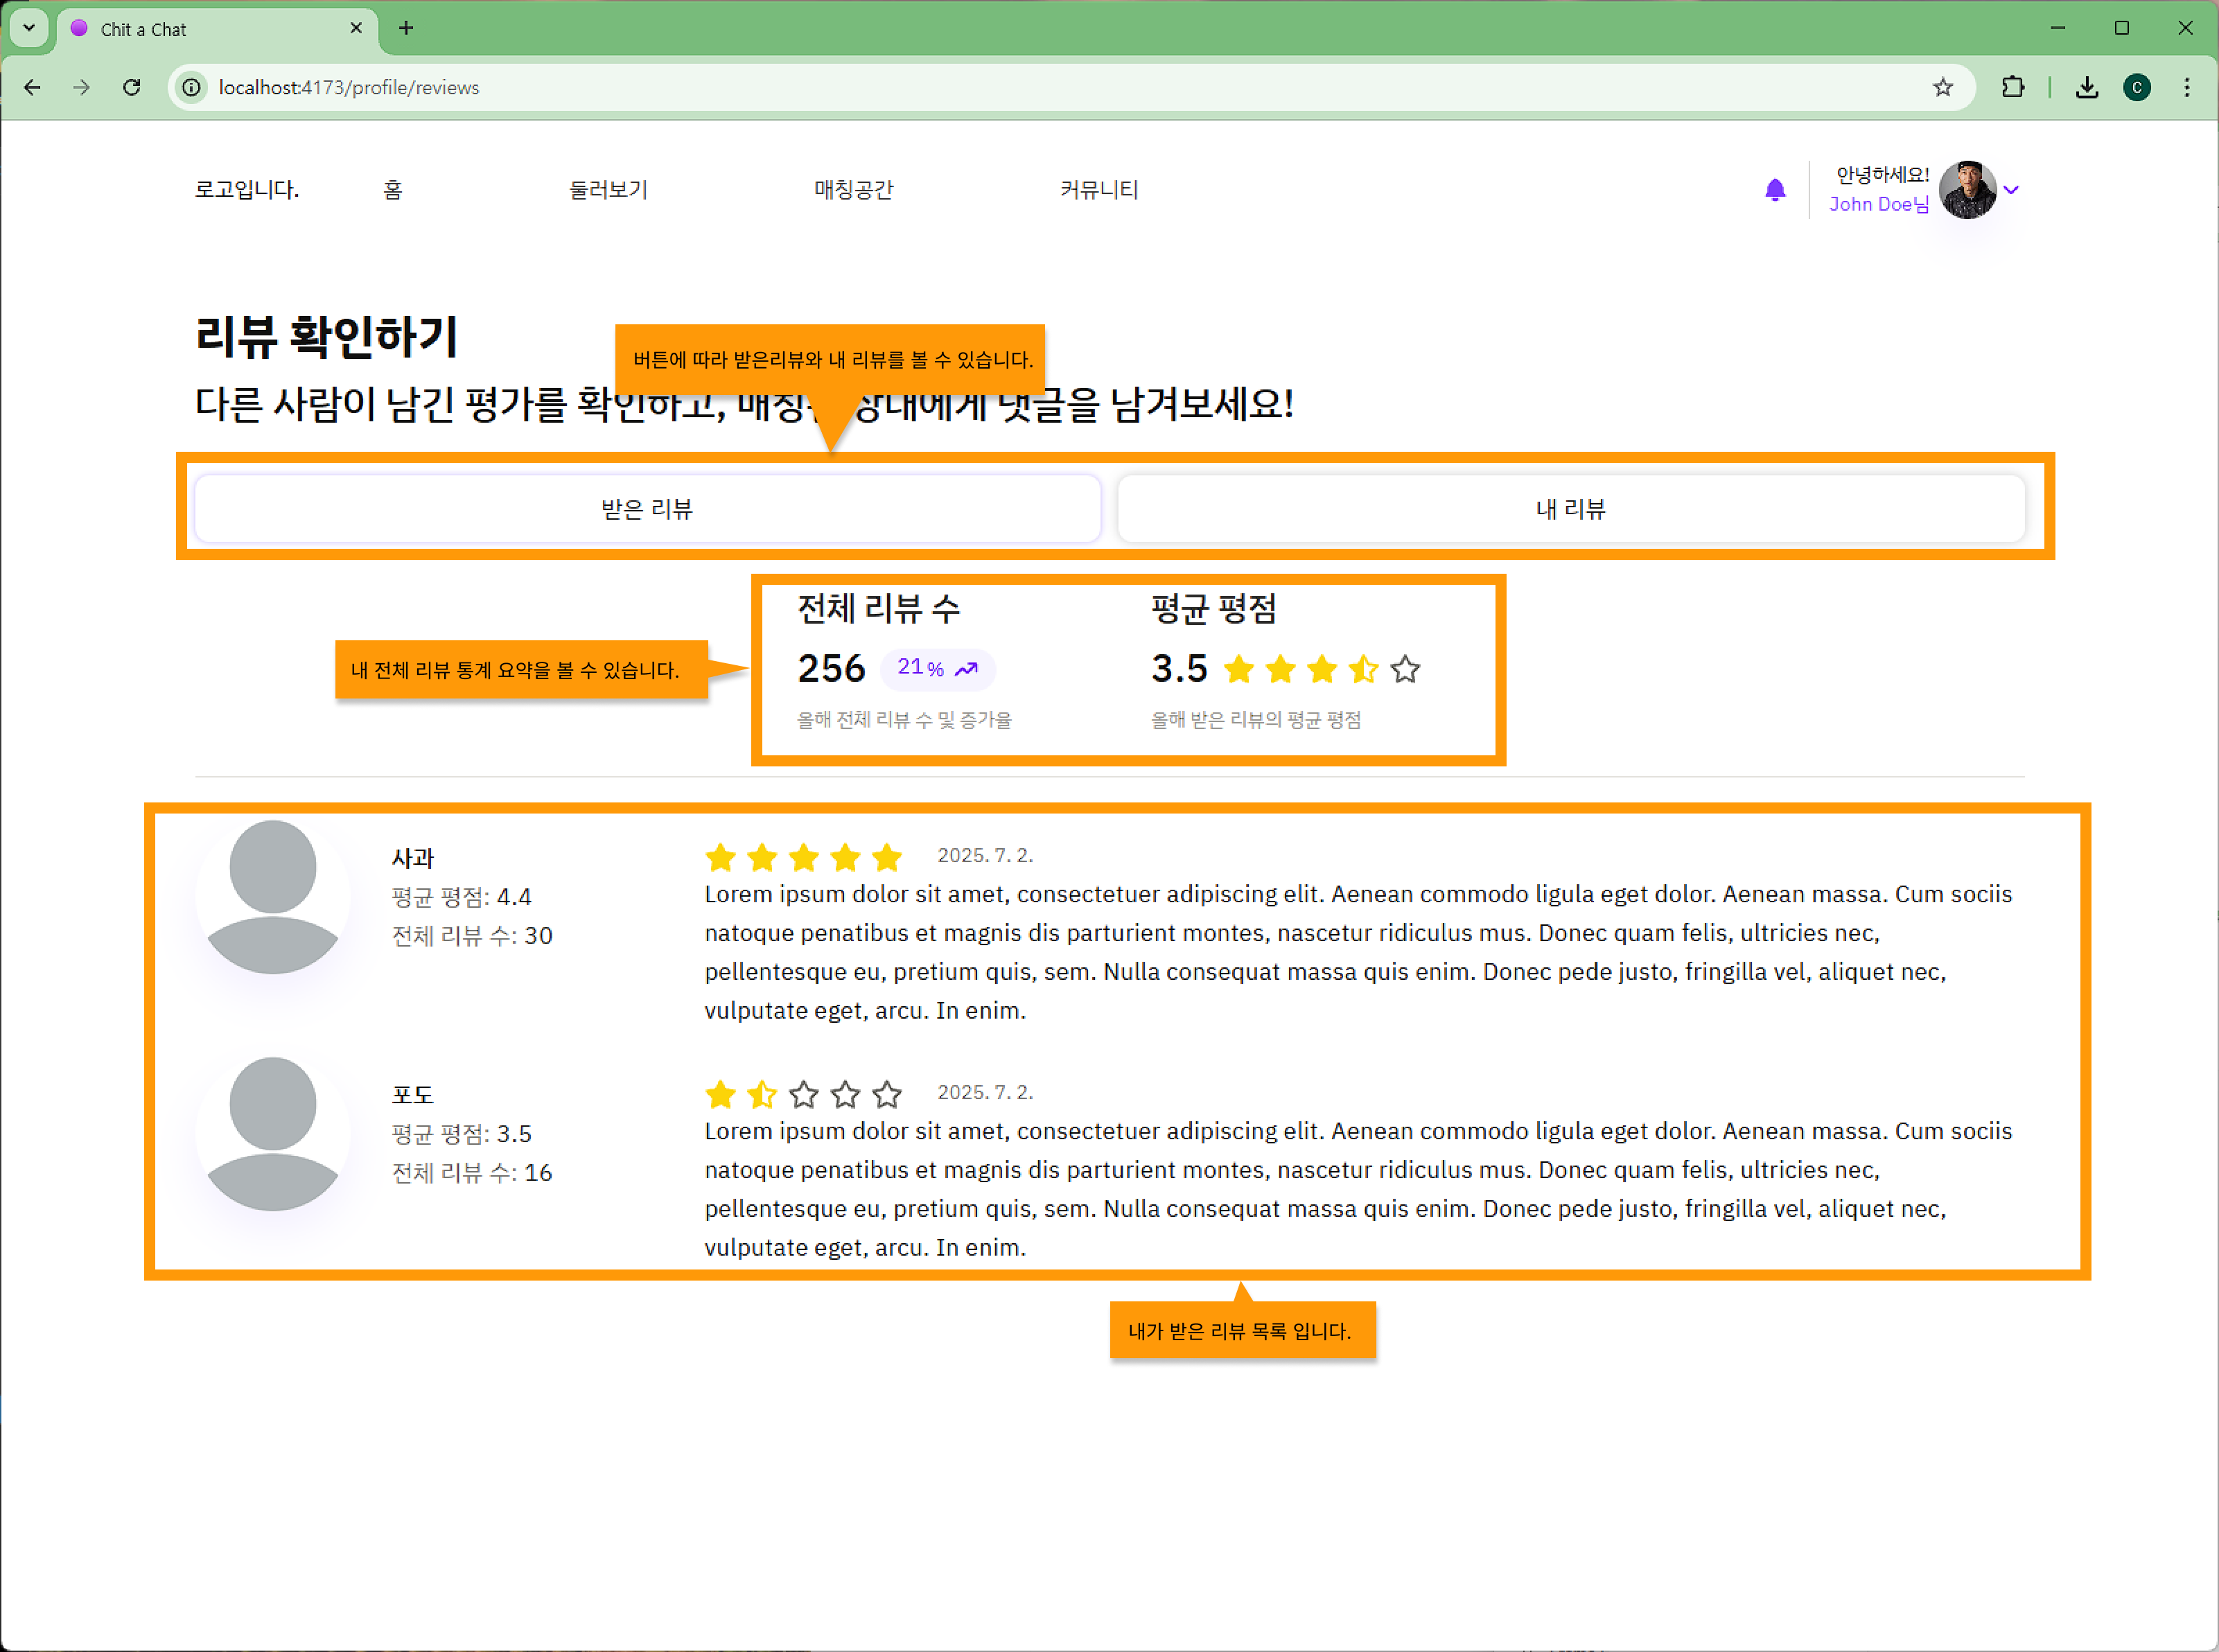 Chit a Chat
localhost:4173/profile/reviews
C
로고입니다.
홈
둘러보기
매칭공간
커뮤니티
안녕하세요!
John Doe님
리뷰 확인하기
버튼에 따라 받은리뷰와 내 리뷰를 볼 수 있습니다.
다른 사람이 남긴 평가를 확인하고, 매칭된 상대에게 댓글을 남겨보세요!
받은 리뷰
내 리뷰
전체 리뷰 수
평균 평점
내 전체 리뷰 통계 요약을 볼 수 있습니다.
256
21%
3.5
올해 전체 리뷰 수 및 증가율
올해 받은 리뷰의 평균 평점
사과
평균 평점: 4.4
전체 리뷰 수: 30
2025. 7. 2.
Lorem ipsum dolor sit amet, consectetuer adipiscing elit. Aenean commodo ligula eget dolor. Aenean massa. Cum sociis
natoque penatibus et magnis dis parturient montes, nascetur ridiculus mus. Donec quam felis, ultricies nec,
pellentesque eu, pretium quis, sem. Nulla consequat massa quis enim. Donec pede justo, fringilla vel, aliquet nec,
vulputate eget, arcu. In enim.
포도
평균 평점: 3.5
전체 리뷰 수: 16
2025. 7. 2.
Lorem ipsum dolor sit amet, consectetuer adipiscing elit. Aenean commodo ligula eget dolor. Aenean massa. Cum sociis
natoque penatibus et magnis dis parturient montes, nascetur ridiculus mus. Donec quam felis, ultricies nec,
pellentesque eu, pretium quis, sem. Nulla consequat massa quis enim. Donec pede justo, fringilla vel, aliquet nec,
vulputate eget, arcu. In enim.
내가 받은 리뷰 목록 입니다.